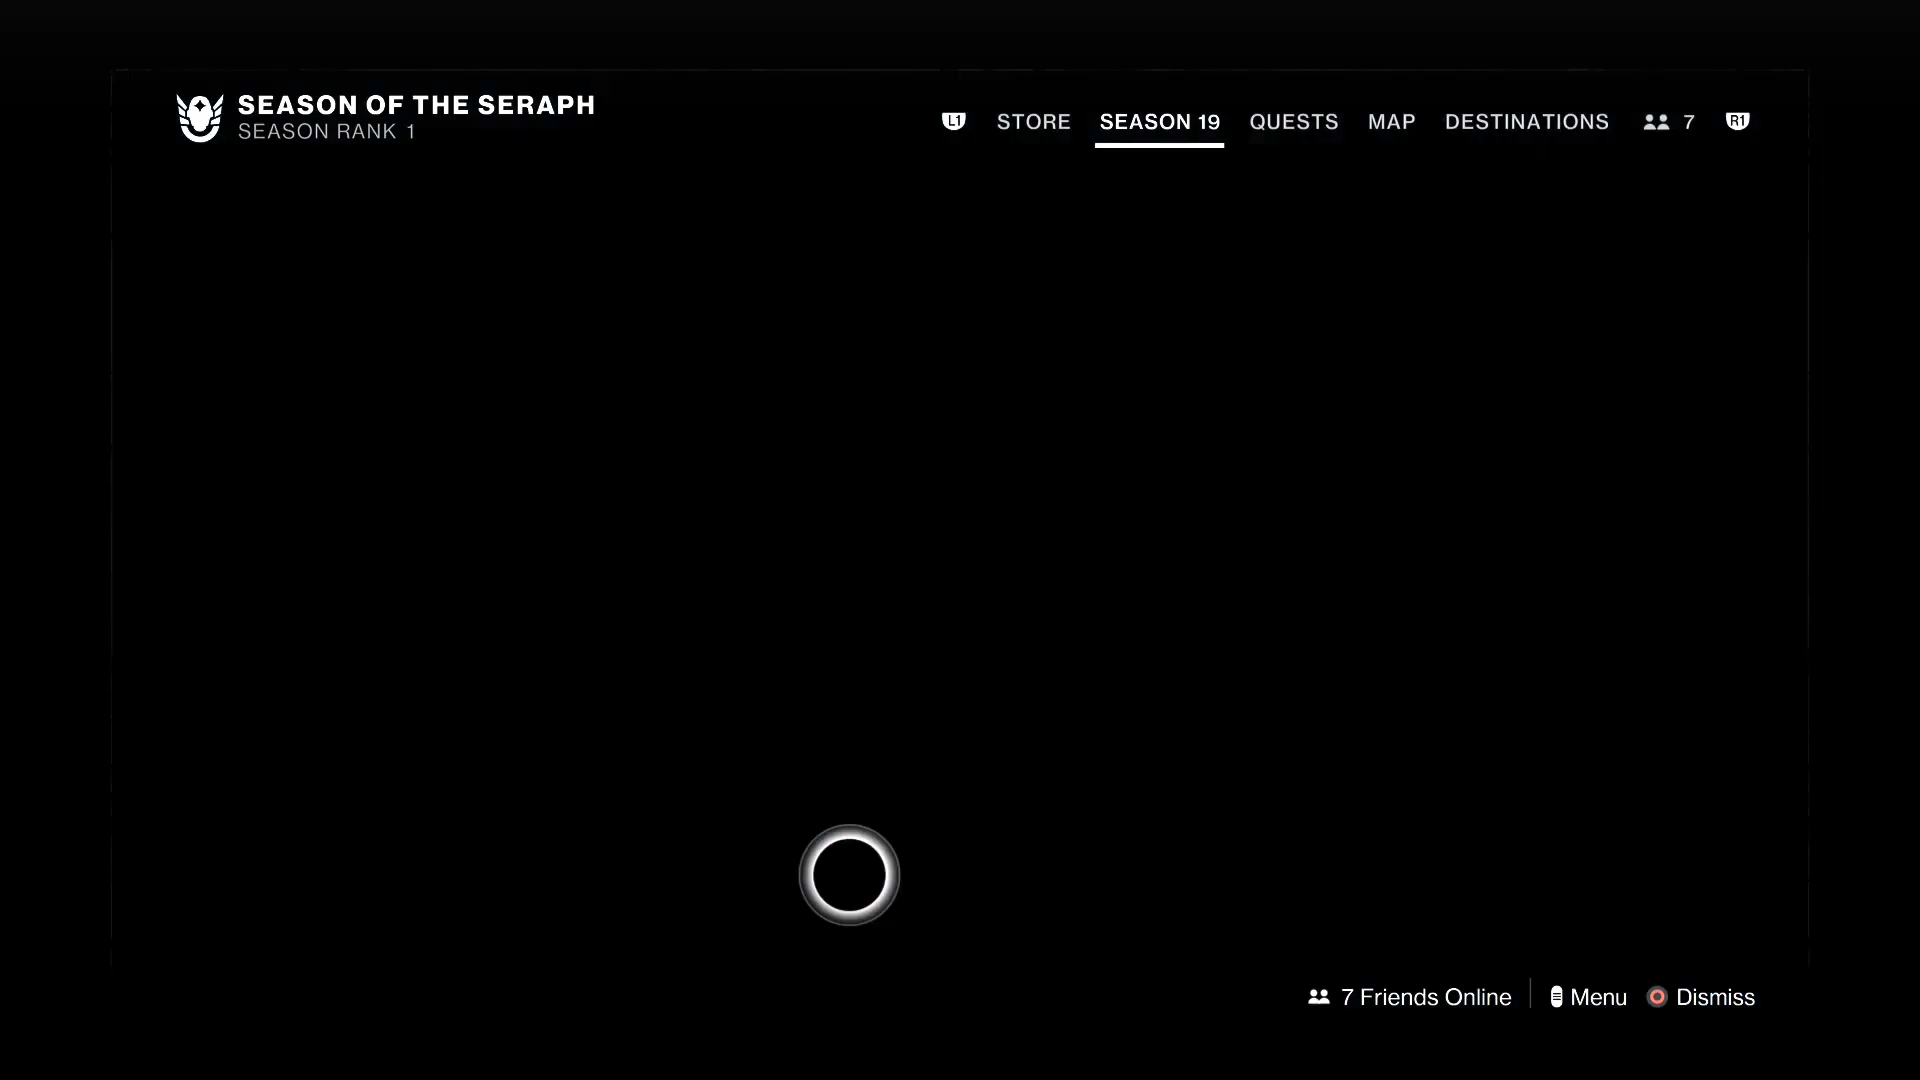 SEASON OF THE SERAPH
SEASON RANK 1
L1 STORE SEASON 19 QUESTS MAP DESTINATIONS 7 R1
7 Friends Online Menu Dismiss